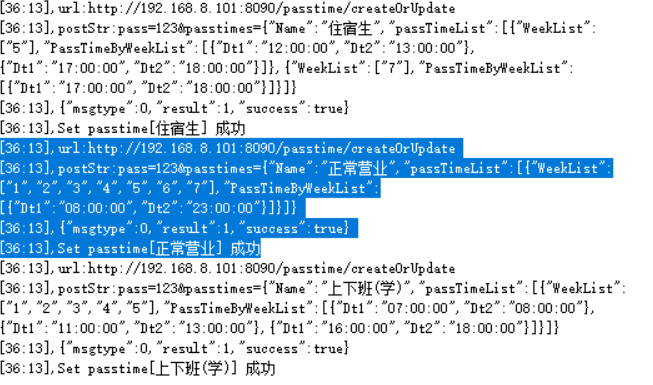 [36:13],url:http://192.168.8.101:8090/passtime/createOrUpdate
[36:13],postStr:pass=123&passtimes={"Name":"住宿生","passTimeList":[{"WeekList":
["5"],"PassTimeByWeekList":[{"Dt1":"12:00:00","Dt2":"13:00:00"},
{"Dt1":"17:00:00","Dt2":"18:00:00"}]},{"WeekList":["7"],"PassTimeByWeekList":
[{"Dt1":"17:00:00","Dt2":"18:00:00"}]}]}
[36:13],{"msgtype":0,"result":1,"success":true}
[36:13],Set passtime[住宿生] 成功
[36:13],url:http://192.168.8.101:8090/passtime/createOrUpdate
[36:13],postStr:pass=123&passtimes={"Name":"正常营业","passTimeList":[{"WeekList":
["1","2","3","4","5","6","7"],"PassTimeByWeekList":
[{"Dt1":"08:00:00","Dt2":"23:00:00"}]}]}
[36:13],{"msgtype":0,"result":1,"success":true}
[36:13],Set passtime[正常营业] 成功
[36:13],url:http://192.168.8.101:8090/passtime/createOrUpdate
[36:13],postStr:pass=123&passtimes={"Name":"上下班(学)","passTimeList":[{"WeekList":
["1","2","3","4","5"],"PassTimeByWeekList":[{"Dt1":"07:00:00","Dt2":"08:00:00"},
{"Dt1":"11:00:00","Dt2":"13:00:00"},{"Dt1":"16:00:00","Dt2":"18:00:00"}]}]}
[36:13],{"msgtype":0,"result":1,"success":true}
[36:13],Set passtime[上下班(学)] 成功